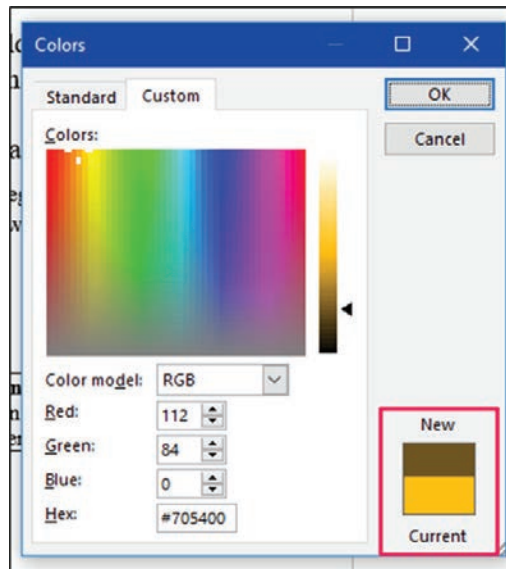 Colors
Standard Custom
OK
Cancel
Colors:
Color model: RGB
Red: 112
Green: 84
Blue: 0
Hex: #705400
New
Current